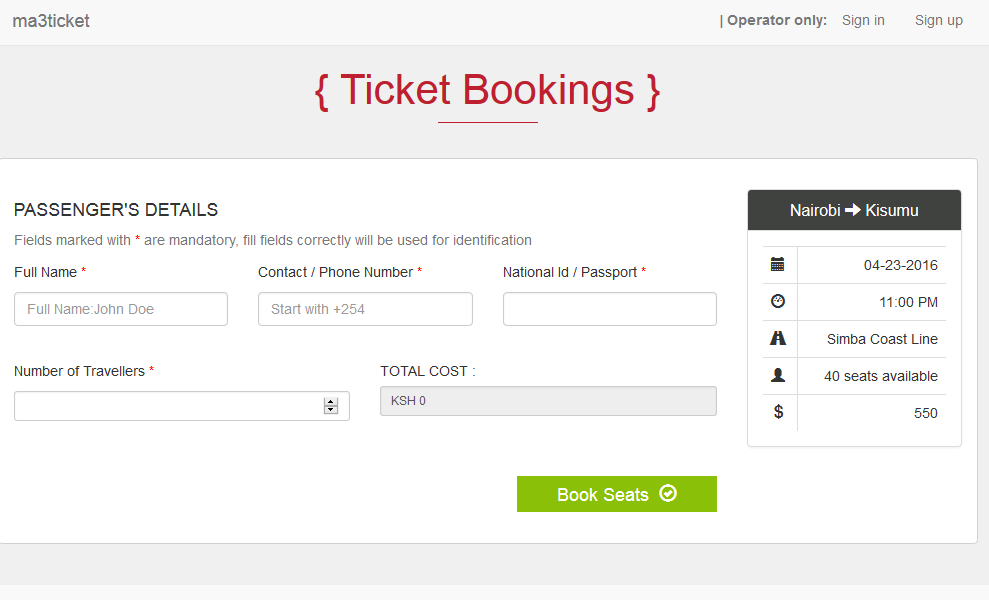 ma3ticket
| Operator only: Sign in Sign up
{ Ticket Bookings }
PASSENGER'S DETAILS
Fields marked with * are mandatory, fill fields correctly will be used for identification
Full Name * Contact / Phone Number * National Id / Passport *
Full Name:John Doe Start with +254
Number of Travellers * TOTAL COST :
KSH 0
Book Seats
Nairobi ➔ Kisumu
04-23-2016
11:00 PM
Simba Coast Line
40 seats available
$ 550